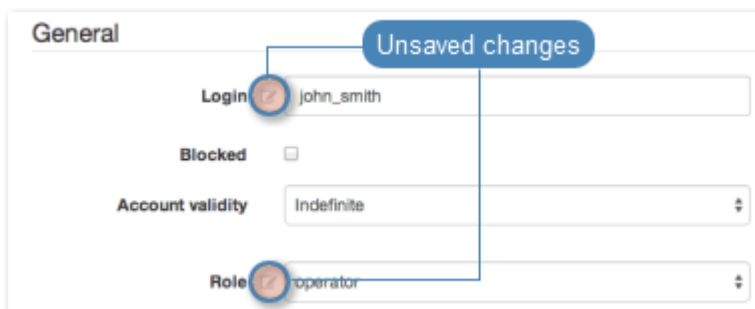 General
Unsaved changes
Login john_smith
Blocked
Account validity Indefinite
Role operator